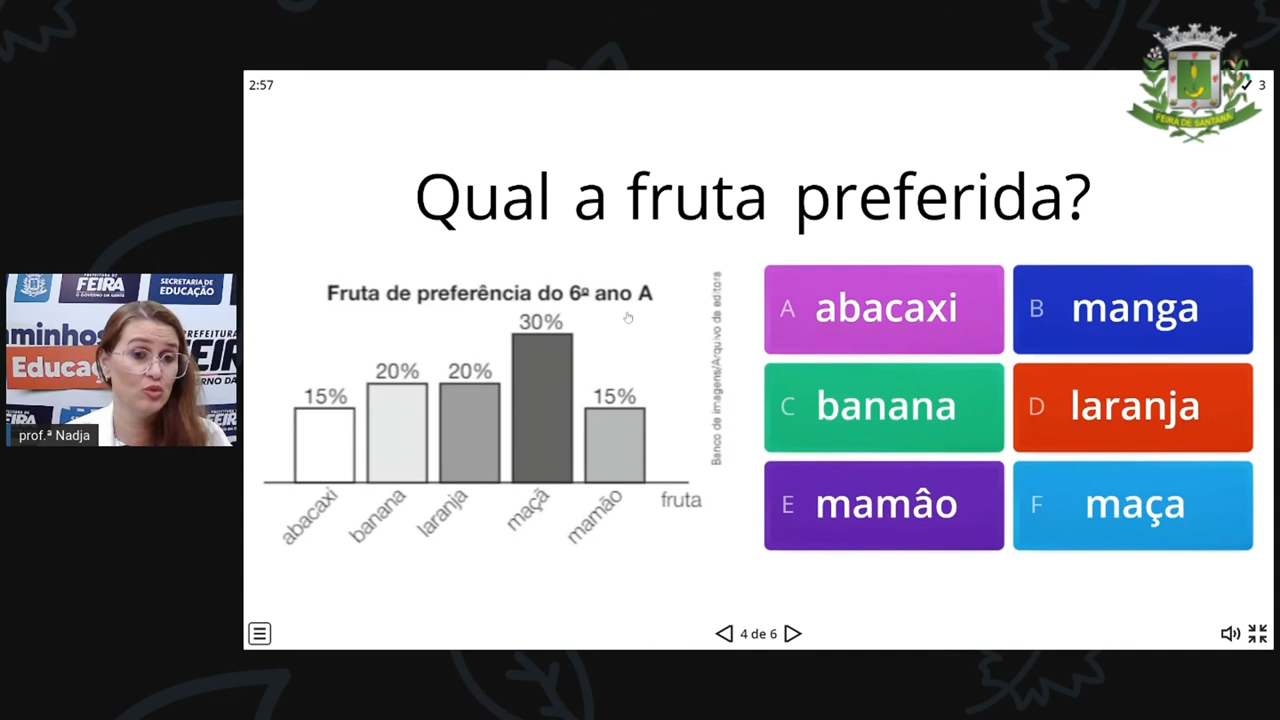 2:57
3
FEIRA DE SANTANA
Qual a fruta preferida?
Fruta de preferência do 6º ano A
15%
20%
20%
30%
15%
abacaxi
banana
laranja
maçã
mamão
fruta
Banco de imagens/Arquivo da editora
A abacaxi
B manga
C banana
D laranja
E mamâo
F maça
FEIRA
SECRETARIA DE
EDUCAÇÃO
minhos
Educaç
prof.ª Nadja
4 de 6